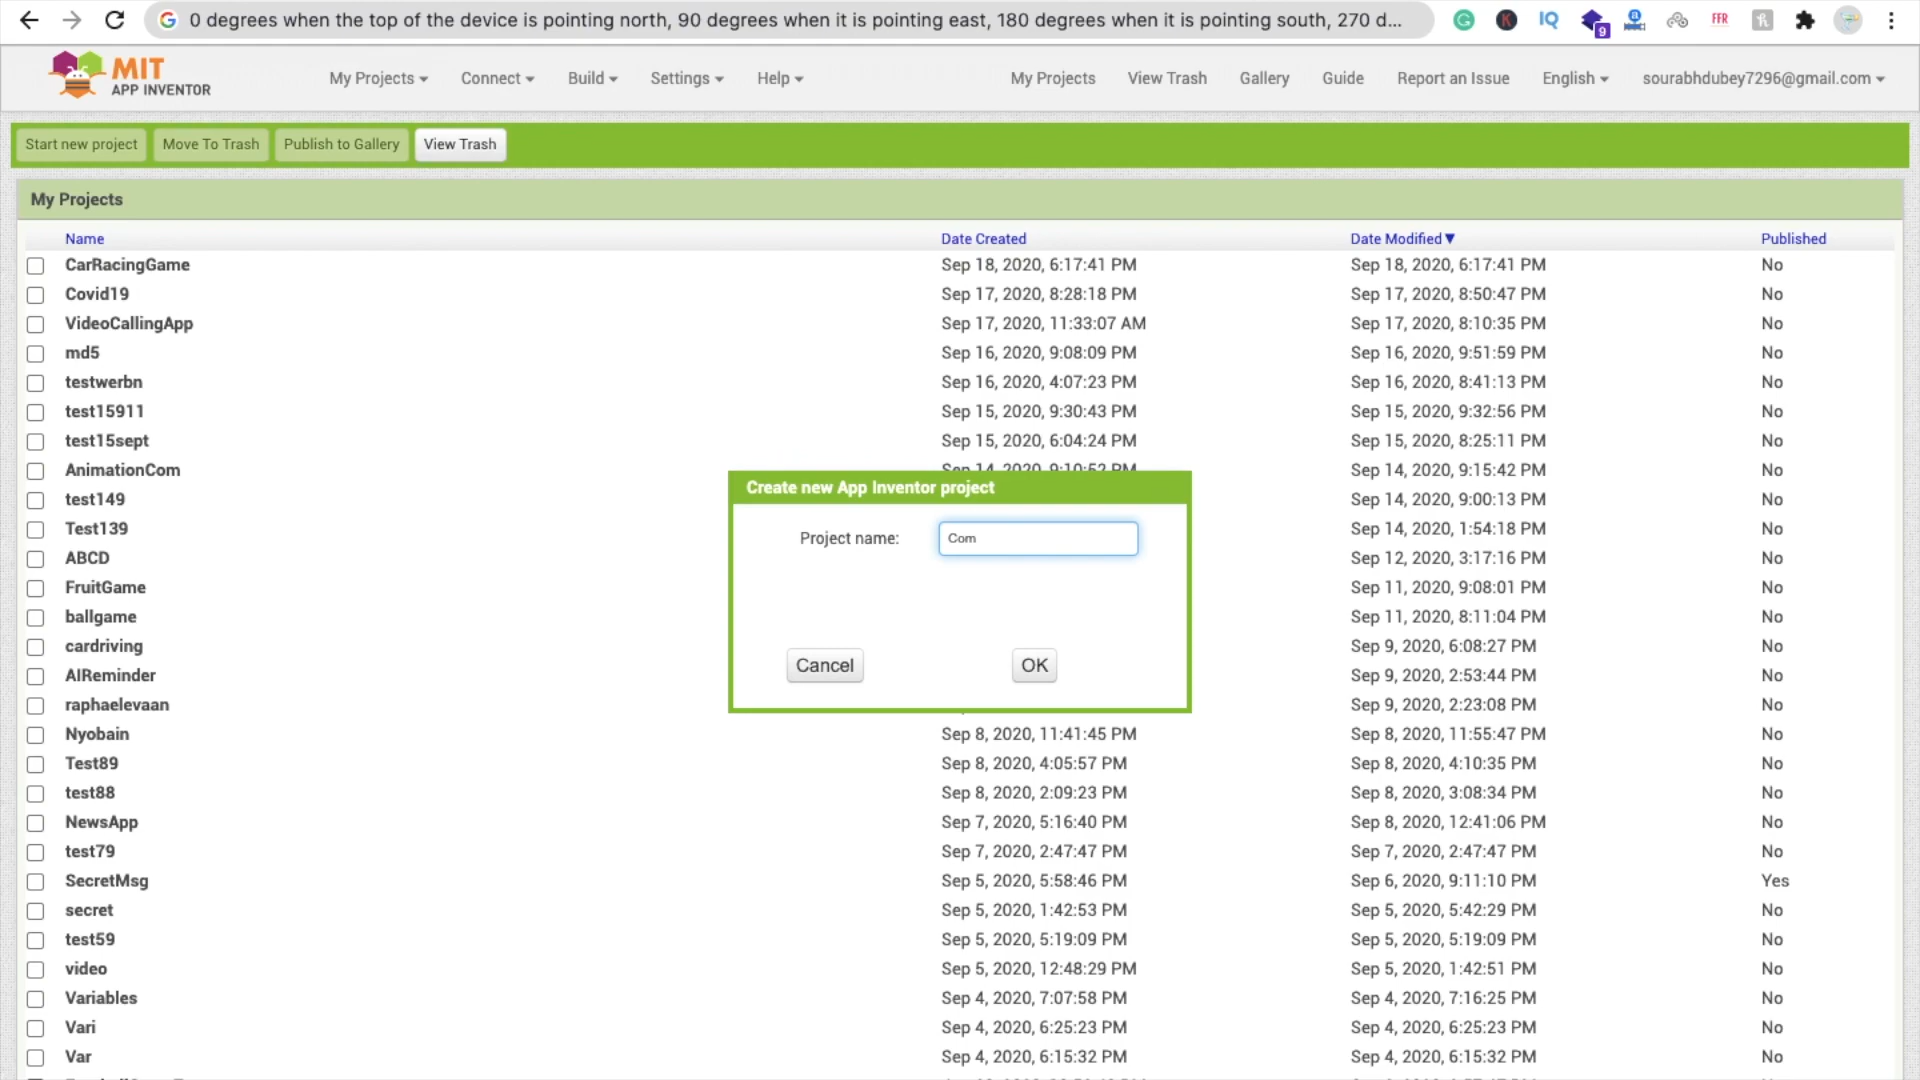 0 degrees when the top of the device is pointing north, 90 degrees when it is pointing east, 180 degrees when it is pointing south, 270 d...
G K IQ 9 a FFR
MIT
APP INVENTOR
My Projects Connect Build Settings Help My Projects View Trash Gallery Guide Report an Issue English sourabhdubey7296@gmail.com
Start new project Move To Trash Publish to Gallery View Trash
My Projects
Name Date Created Date Modified Published
CarRacingGame Sep 18, 2020, 6:17:41 PM Sep 18, 2020, 6:17:41 PM No
Covid19 Sep 17, 2020, 8:28:18 PM Sep 17, 2020, 8:50:47 PM No
VideoCallingApp Sep 17, 2020, 11:33:07 AM Sep 17, 2020, 8:10:35 PM No
md5 Sep 16, 2020, 9:08:09 PM Sep 16, 2020, 9:51:59 PM No
testwerbn Sep 16, 2020, 4:07:23 PM Sep 16, 2020, 8:41:13 PM No
test15911 Sep 15, 2020, 9:30:43 PM Sep 15, 2020, 9:32:56 PM No
test15sept Sep 15, 2020, 6:04:24 PM Sep 15, 2020, 8:25:11 PM No
AnimationCom Sep 14, 2020, 9:10:52 PM Sep 14, 2020, 9:15:42 PM No
test149 Sep 14, 2020, 9:00:13 PM No
Test139 Sep 14, 2020, 1:54:18 PM No
ABCD Sep 12, 2020, 3:17:16 PM No
FruitGame Sep 11, 2020, 9:08:01 PM No
ballgame Sep 11, 2020, 8:11:04 PM No
cardriving Sep 9, 2020, 6:08:27 PM No
AIReminder Sep 9, 2020, 2:53:44 PM No
raphaelevaan Sep 9, 2020, 2:23:08 PM No
Create new App Inventor project
Project name: Com
Cancel OK
Nyobain Sep 8, 2020, 11:41:45 PM Sep 8, 2020, 11:55:47 PM No
Test89 Sep 8, 2020, 4:05:57 PM Sep 8, 2020, 4:10:35 PM No
test88 Sep 8, 2020, 2:09:23 PM Sep 8, 2020, 3:08:34 PM No
NewsApp Sep 7, 2020, 5:16:40 PM Sep 8, 2020, 12:41:06 PM No
test79 Sep 7, 2020, 2:47:47 PM Sep 7, 2020, 2:47:47 PM No
SecretMsg Sep 5, 2020, 5:58:46 PM Sep 6, 2020, 9:11:10 PM Yes
secret Sep 5, 2020, 1:42:53 PM Sep 5, 2020, 5:42:29 PM No
test59 Sep 5, 2020, 5:19:09 PM Sep 5, 2020, 5:19:09 PM No
video Sep 5, 2020, 12:48:29 PM Sep 5, 2020, 1:42:51 PM No
Variables Sep 4, 2020, 7:07:58 PM Sep 4, 2020, 7:16:25 PM No
Vari Sep 4, 2020, 6:25:23 PM Sep 4, 2020, 6:25:23 PM No
Var Sep 4, 2020, 6:15:32 PM Sep 4, 2020, 6:15:32 PM No